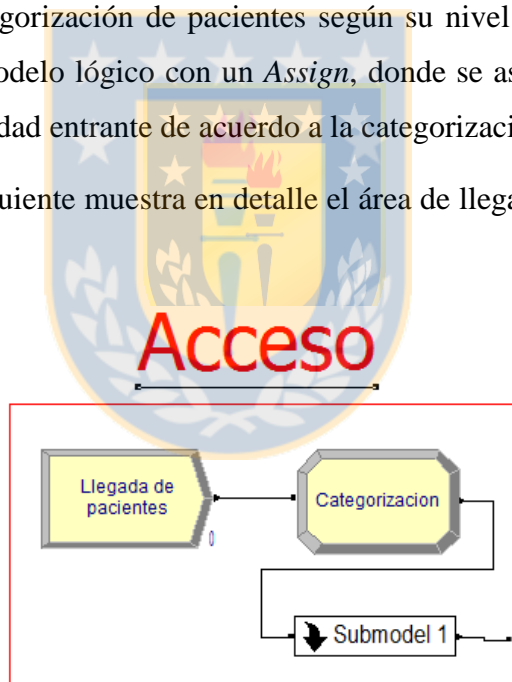 egorización de pacientes según su nivel
odelo lógico con un Assign, donde se as
dad entrante de acuerdo a la categorizaci
uiente muestra en detalle el área de llega
Acceso
Llegada de
pacientes
0
Categorizacion
Submodel 1